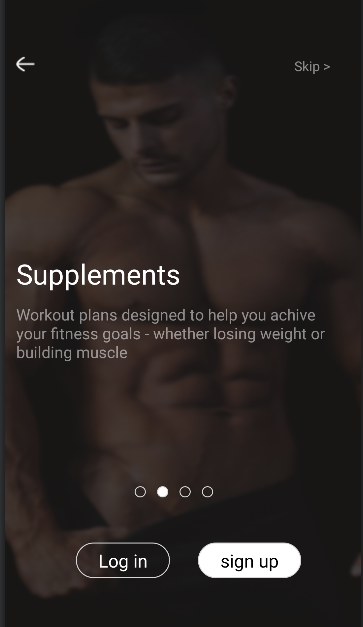 Skip >
Supplements
Workout plans designed to help you achive
your fitness goals - whether losing weight or
building muscle
Log in
sign up